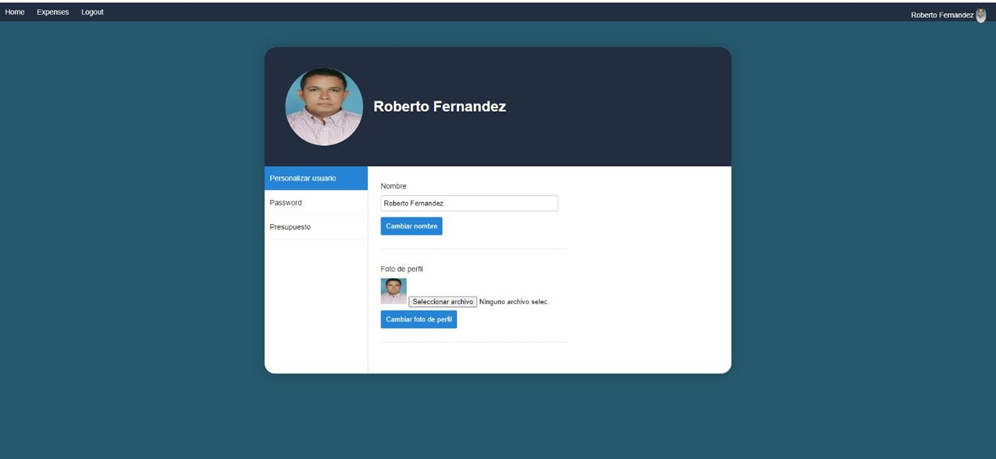 Home Expenses Logout Roberto Fernandez
Roberto Fernandez
Personalizar usuario
Password
Presupuesto
Nombre
Roberto Fernandez
Cambiar nombre
Foto de perfil
Seleccionar archivo Ninguno archivo selec.
Cambiar foto de perfil